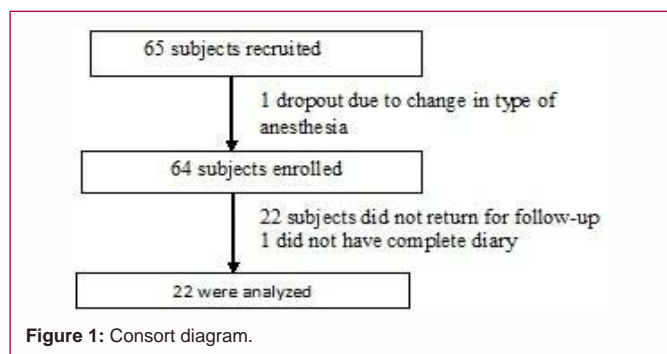 65 subjects recruited
1 dropout due to change in type of
anesthesia
64 subjects enrolled
22 subjects did not return for follow-up
1 did not have complete diary
22 were analyzed
Figure 1: Consort diagram.